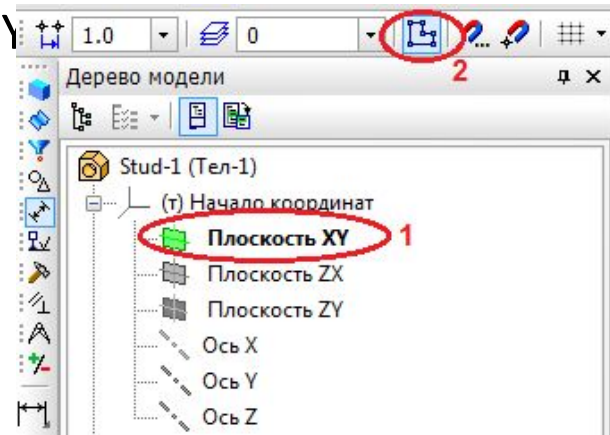 Y
1.0 0
2
Дерево модели
Stud-1 (Тел-1)
(т) Начало координат
Плоскость XY 1
Плоскость ZX
Плоскость ZY
Ось X
Ось Y
Ось Z